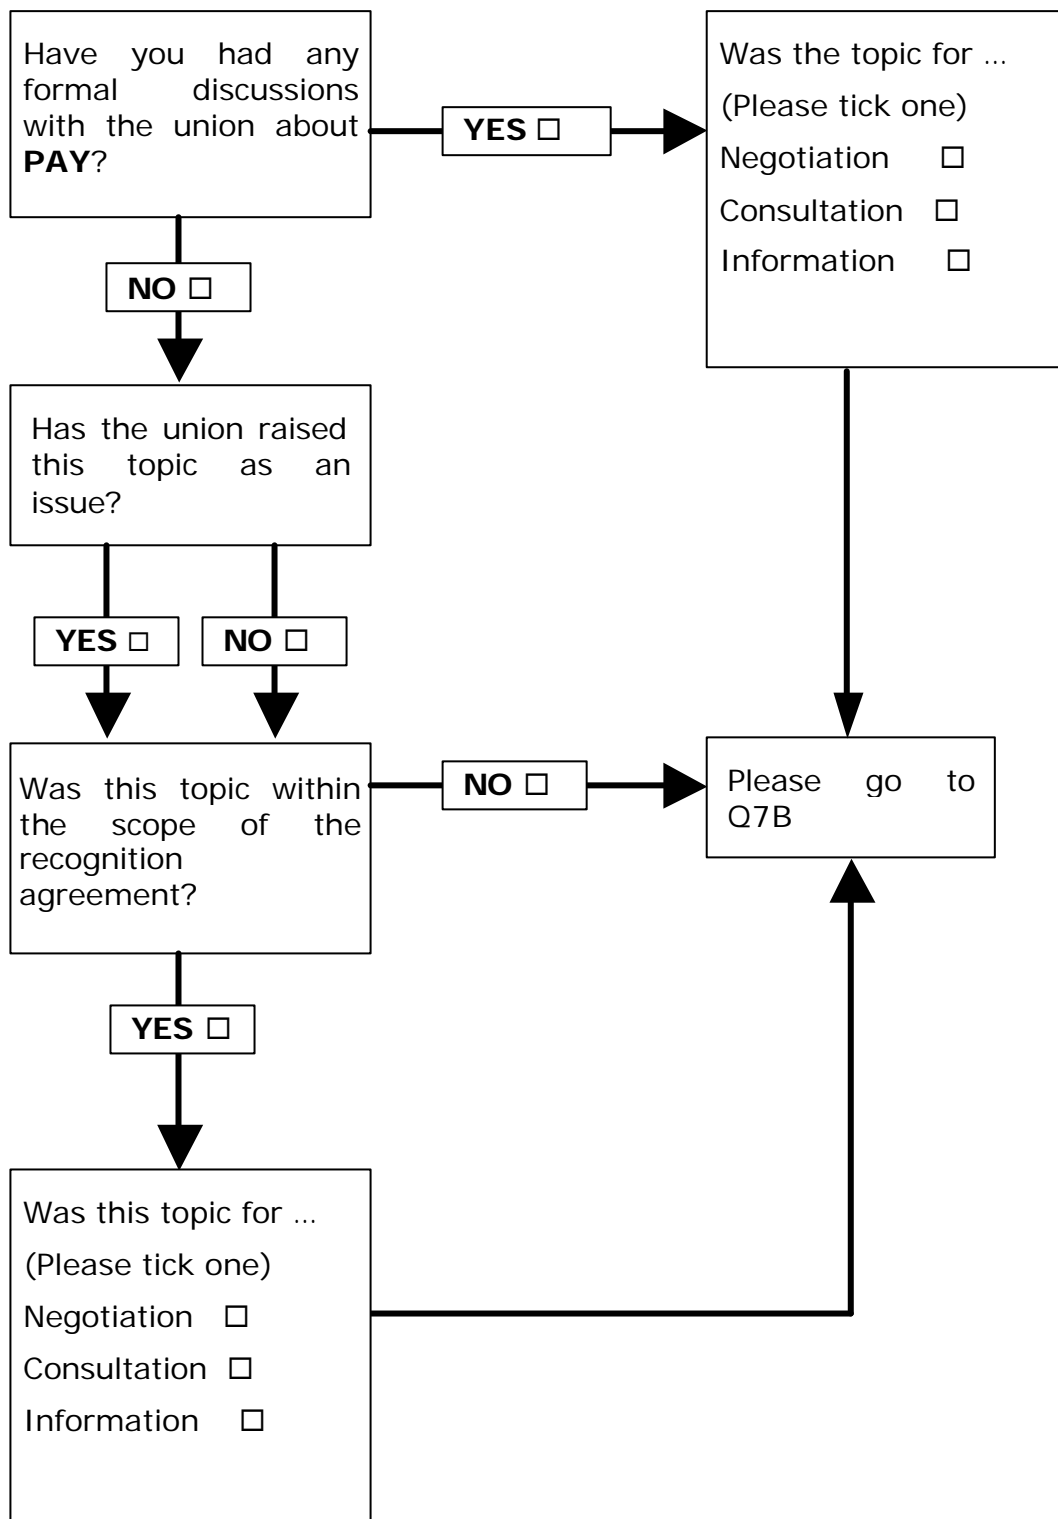 Have you had any
formal discussions
with the union about
PAY?
YES □
Was the topic for ...
(Please tick one)
Negotiation □
Consultation □
Information □
NO □
Has the union raised
this topic as an
issue?
YES □
NO □
Was this topic within
the scope of the
recognition
agreement?
NO □
Please go to
Q7B
YES □
Was this topic for ...
(Please tick one)
Negotiation □
Consultation □
Information □